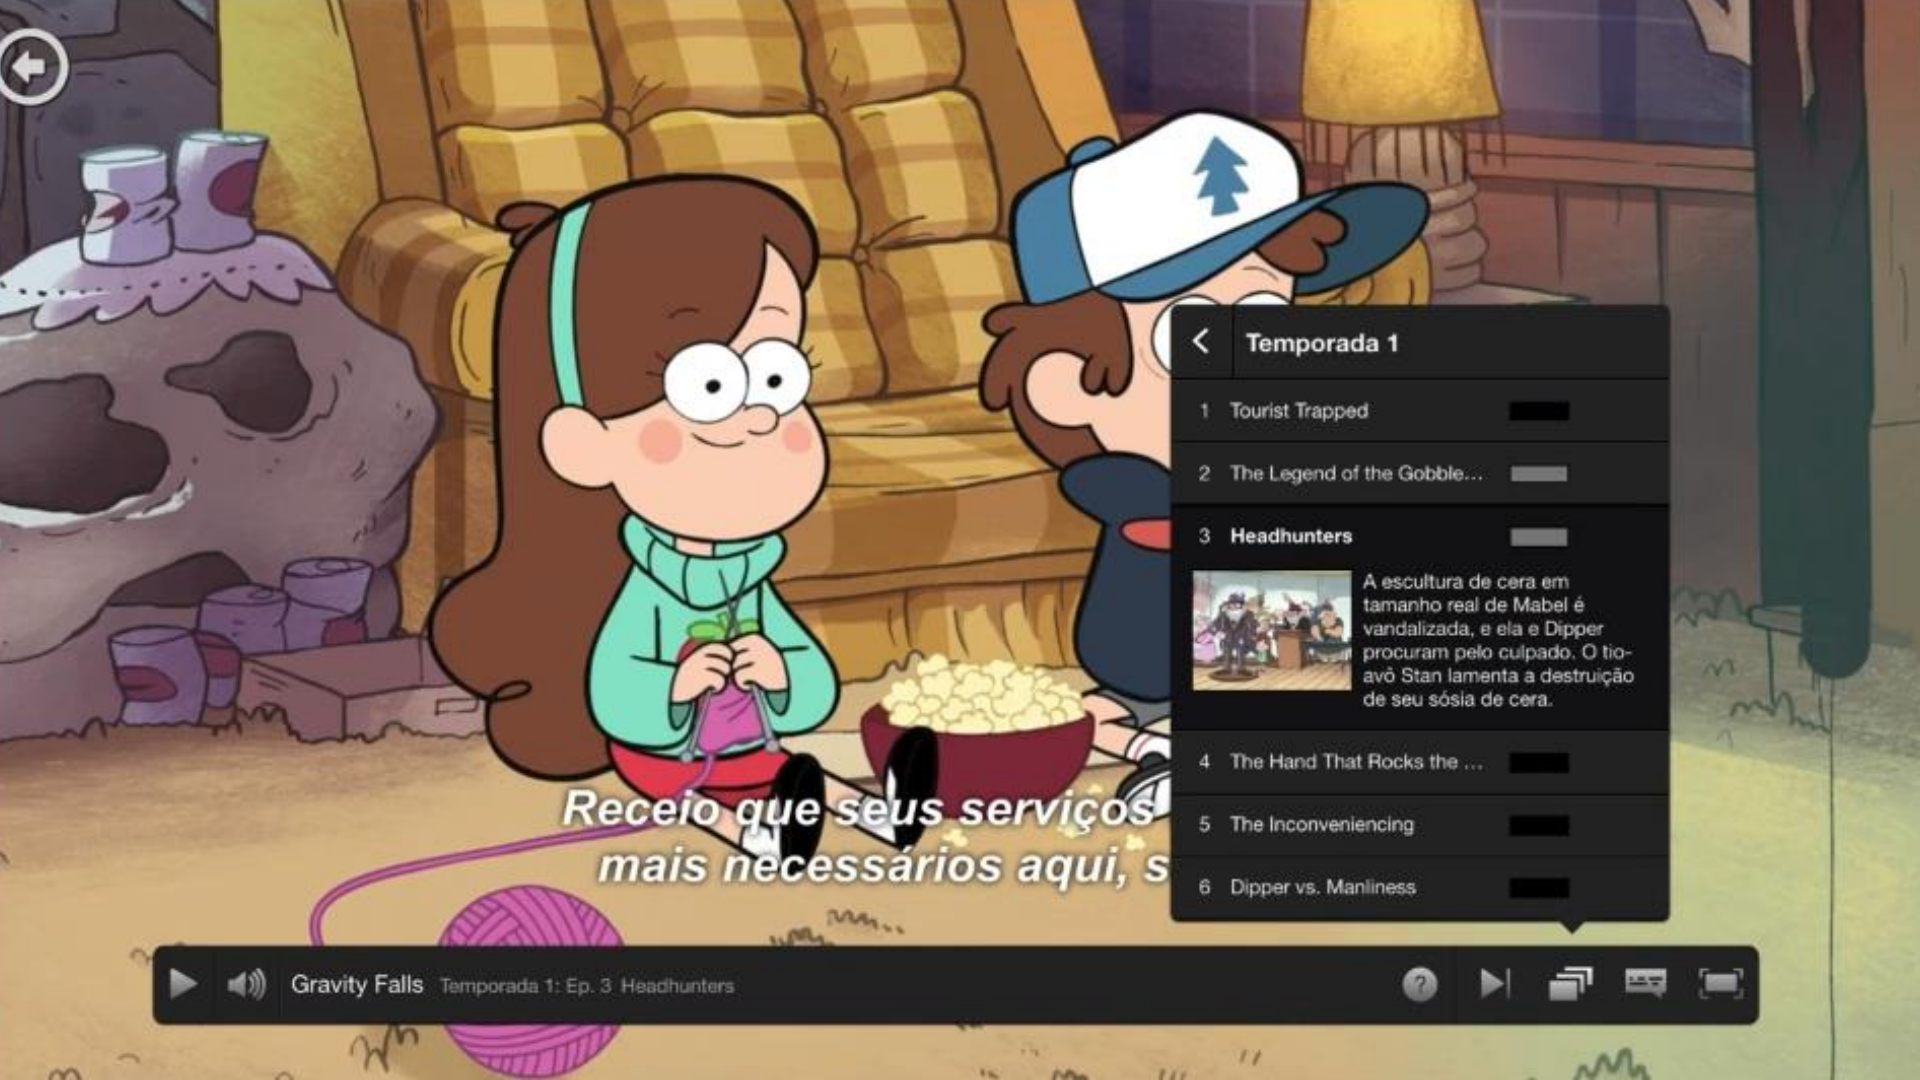 Temporada 1
1 Tourist Trapped
2 The Legend of the Gobble...
3 Headhunters
A escultura de cera em
tamanho real de Mabel é
vandalizada, e ela e Dipper
procuram pelo culpado. O tio-
avô Stan lamenta a destruição
de seu sósia de cera.
4 The Hand That Rocks the ...
5 The Inconveniencing
6 Dipper vs. Manliness
Receio que seus serviços
mais necessários aqui, s
Gravity Falls Temporada 1: Ep. 3 Headhunters
?